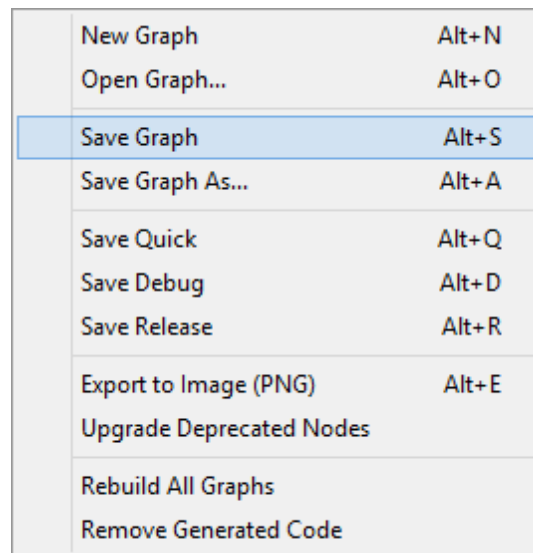 New Graph Alt+N
Open Graph... Alt+O
Save Graph Alt+S
Save Graph As... Alt+A
Save Quick Alt+Q
Save Debug Alt+D
Save Release Alt+R
Export to Image (PNG) Alt+E
Upgrade Deprecated Nodes
Rebuild All Graphs
Remove Generated Code